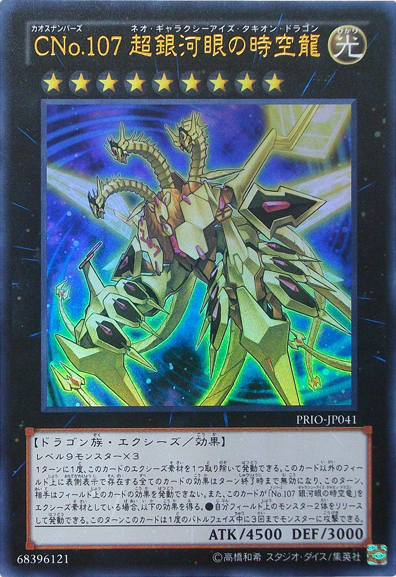 カオスナンバーズ ネオ・ギャラクシーアイズ・タキオン・ドラゴン
CNo.107 超銀河眼の時空龍
ひかり
光
PRIO-JP041
【ドラゴン族・エクシーズ/効果】
レベル9モンスター×3
1ターンに1度、このカードのエクシーズ素材を1つ取り除いて発動できる。このカード以外のフィー
ルド上に表側表示で存在する全てのカードの効果はターン終了時まで無効になり、このターン、
相手はフィールド上のカードの効果を発動できない。また、このカードが「No.107 銀河眼の時空竜」を
エクシーズ素材としている場合、以下の効果を得る。●自分フィールド上のモンスター2体をリリース
して発動できる。このターンこのカードは1度のバトルフェイズ中に3回までモンスターに攻撃できる。
ATK/4500 DEF/3000
68396121 ©高橋和希 スタジオ・ダイス/集英社